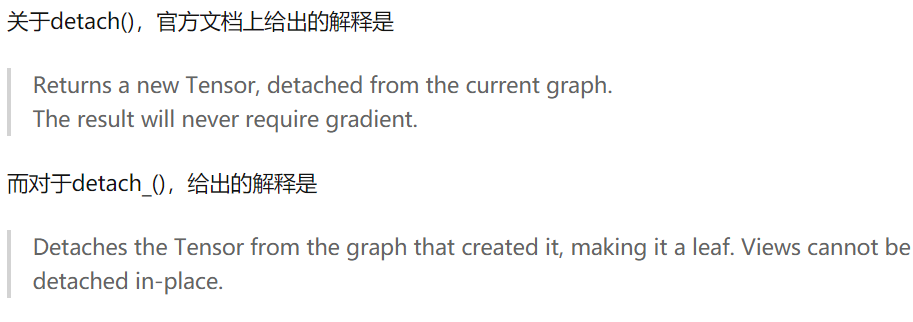 关于detach()，官方文档上给出的解释是
Returns a new Tensor, detached from the current graph.
The result will never require gradient.
而对于detach_()，给出的解释是
Detaches the Tensor from the graph that created it, making it a leaf. Views cannot be
detached in-place.